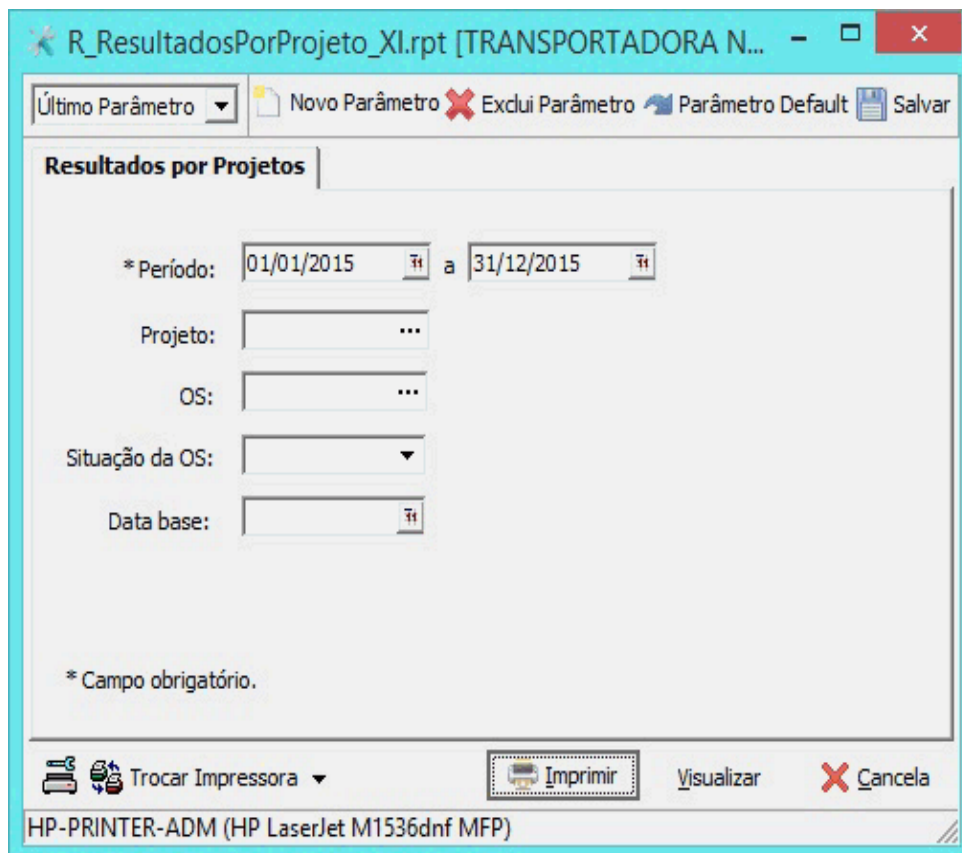 R_ResultadosPorProjeto_XI.rpt [TRANSPORTADORA N...
Último Parâmetro Novo Parâmetro Exclui Parâmetro Parâmetro Default Salvar
Resultados por Projetos
* Período: 01/01/2015 a 31/12/2015
Projeto: ...
OS: ...
Situação da OS:
Data base:
* Campo obrigatório.
Trocar Impressora Imprimir Visualizar Cancela
HP-PRINTER-ADM (HP LaserJet M1536dnf MFP)